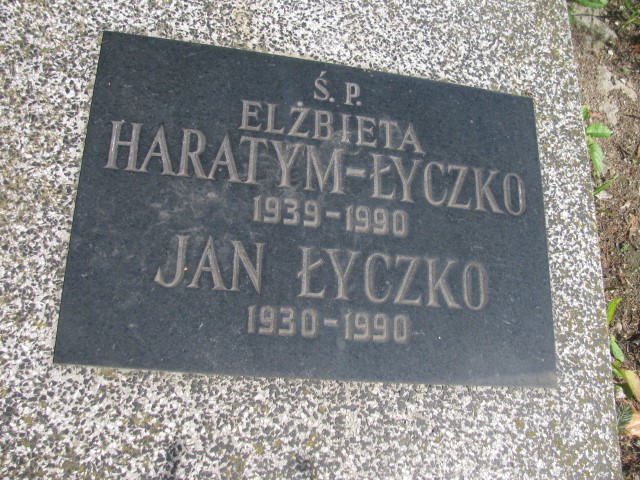 Ś. P.
ELŻBIETA
HARATYM-ŁYCZKO
1939-1990
JAN ŁYCZKO
1930-1990